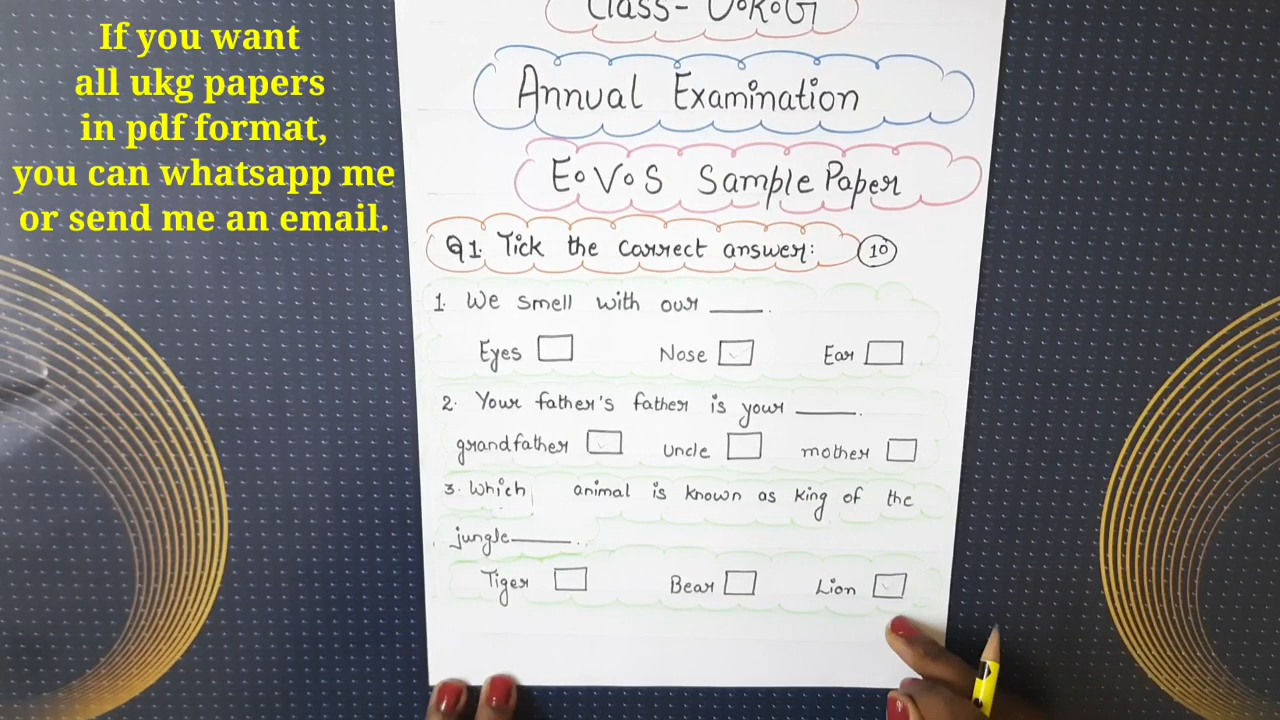 If you want
all ukg papers
in pdf format,
you can whatsapp me
or send me an email.
Class- U.K.G
Annual Examination
E.V.S Sample Paper
Q1. Tick the correct answer: 10
1. We smell with our ____.
Eyes Nose Ear
2. Your father's father is your ____.
grandfather uncle mother
3. Which animal is known as king of the
jungle____.
Tiger Bear Lion